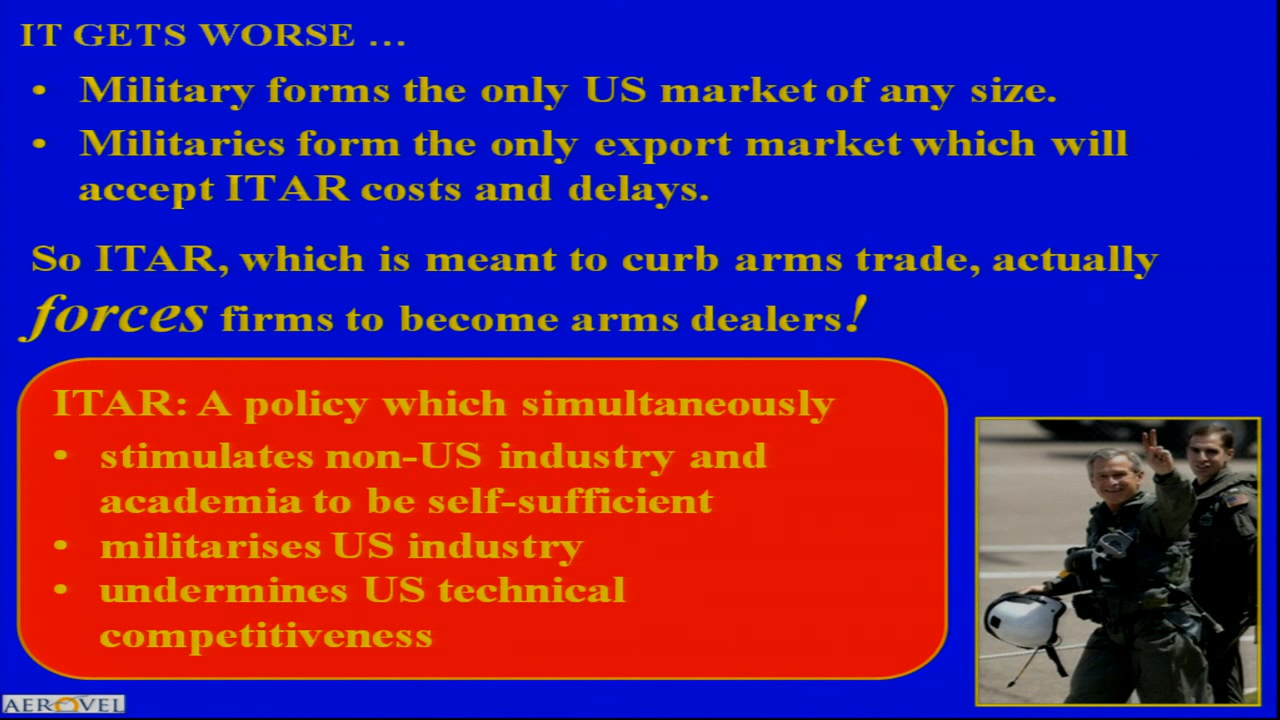 IT GETS WORSE …
• Military forms the only US market of any size.
• Militaries form the only export market which will
accept ITAR costs and delays.
So ITAR, which is meant to curb arms trade, actually
forces firms to become arms dealers!
ITAR: A policy which simultaneously
• stimulates non-US industry and
academia to be self-sufficient
• militarises US industry
• undermines US technical
competitiveness
AEROVEL